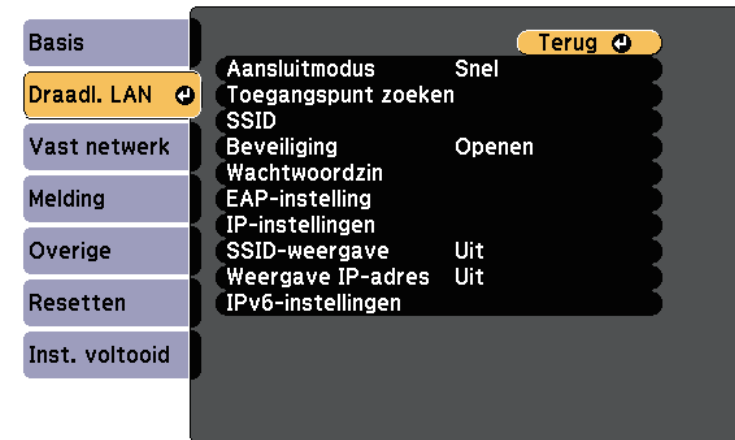 Basis
Draadl. LAN
Vast netwerk
Melding
Overige
Resetten
Inst. voltooid
Terug
Aansluitmodus Snel
Toegangspunt zoeken
SSID
Beveiliging Openen
Wachtwoordzin
EAP-instelling
IP-instellingen
SSID-weergave Uit
Weergave IP-adres Uit
IPv6-instellingen